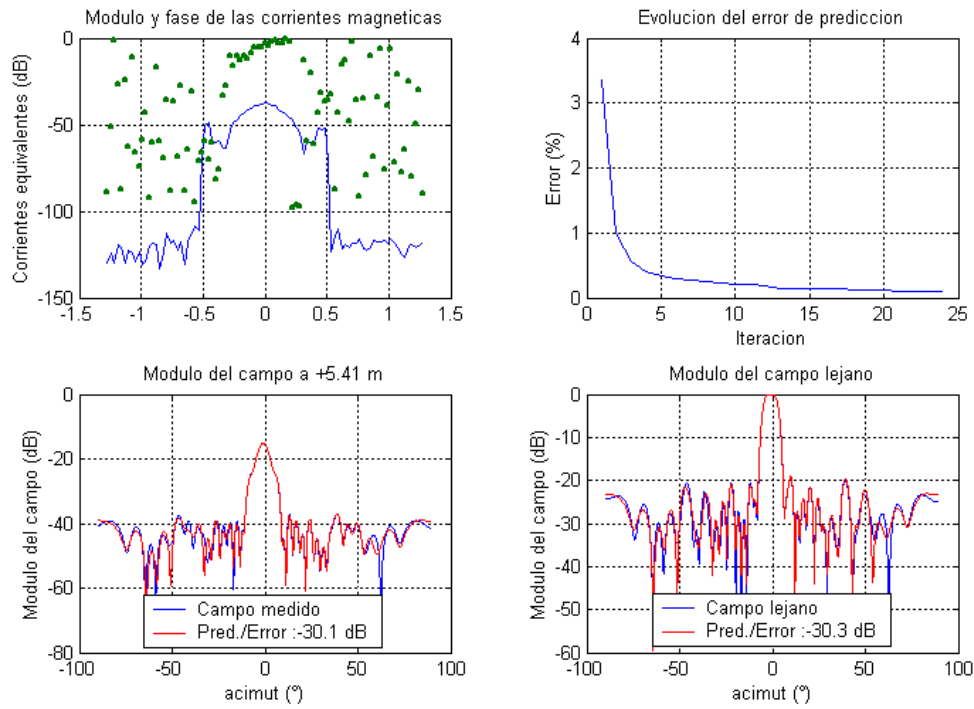 Modulo y fase de las corrientes magneticas
Corrientes equivalentes (dB)
0
-50
-100
-150
-1.5
-1
-0.5
0
0.5
1
1.5
Evolucion del error de prediccion
Error (%)
4
3
2
1
0
0
5
10
15
20
25
Iteracion
Modulo del campo a +5.41 m
Modulo del campo (dB)
0
-20
-40
-60
-80
Campo medido
Pred./Error :-30.1 dB
-100
-50
0
50
100
acimut (º)
Modulo del campo lejano
Modulo del campo (dB)
0
-10
-20
-30
-40
-50
-60
Campo lejano
Pred./Error :-30.3 dB
-100
-50
0
50
100
acimut (º)